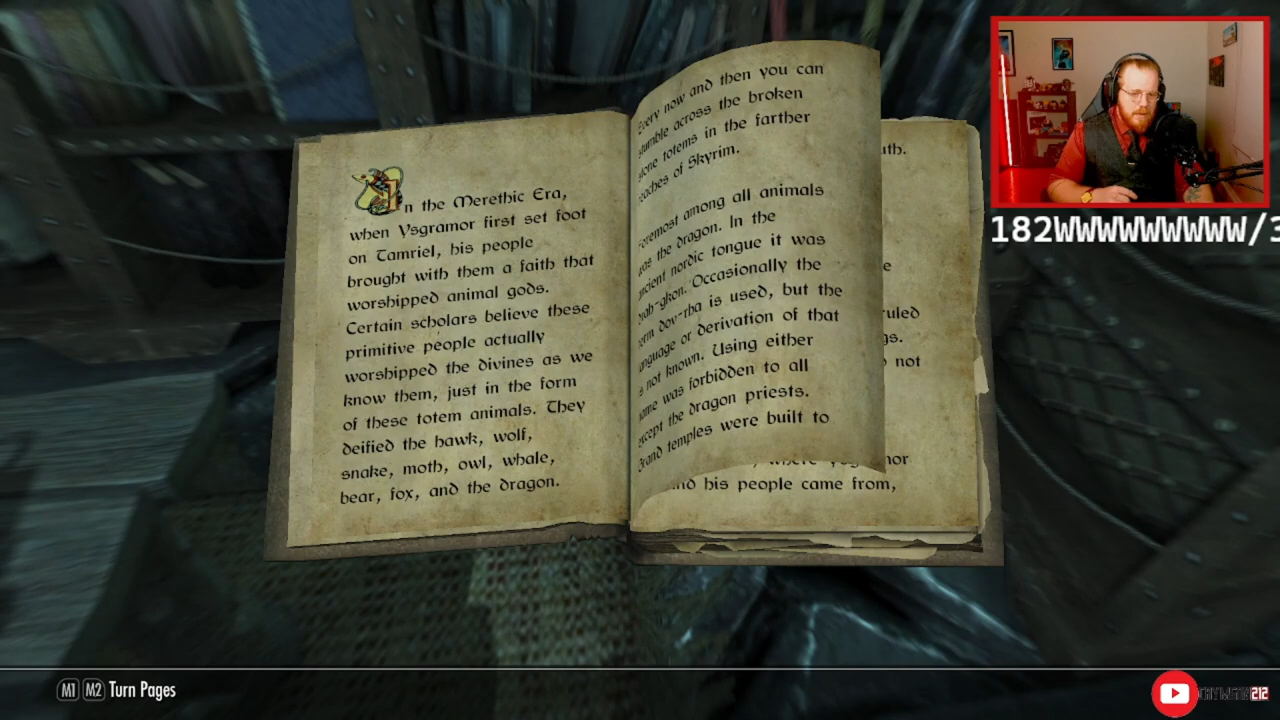 In the Merethic Era,
when Ysgramor first set foot
on Tamriel, his people
brought with them a faith that
worshipped animal gods.
Certain scholars believe these
primitive people actually
worshipped the divines as we
know them, just in the form
of these totem animals. They
deified the hawk, wolf,
snake, moth, owl, whale,
bear, fox, and the dragon.
Every now and then you can
stumble across the broken
stone totems in the farther
reaches of Skyrim.
Foremost among all animals
was the dragon. In the
ancient nordic tongue it was
drah-gkon. Occasionally the
term dov-rha is used, but the
language or derivation of that
is not known. Using either
name was forbidden to all
except the dragon priests.
Grand temples were built to
uth.
e
ruled
gs.
not
and his people came from,
182WWWWWWWWW/3
M1 M2 Turn Pages